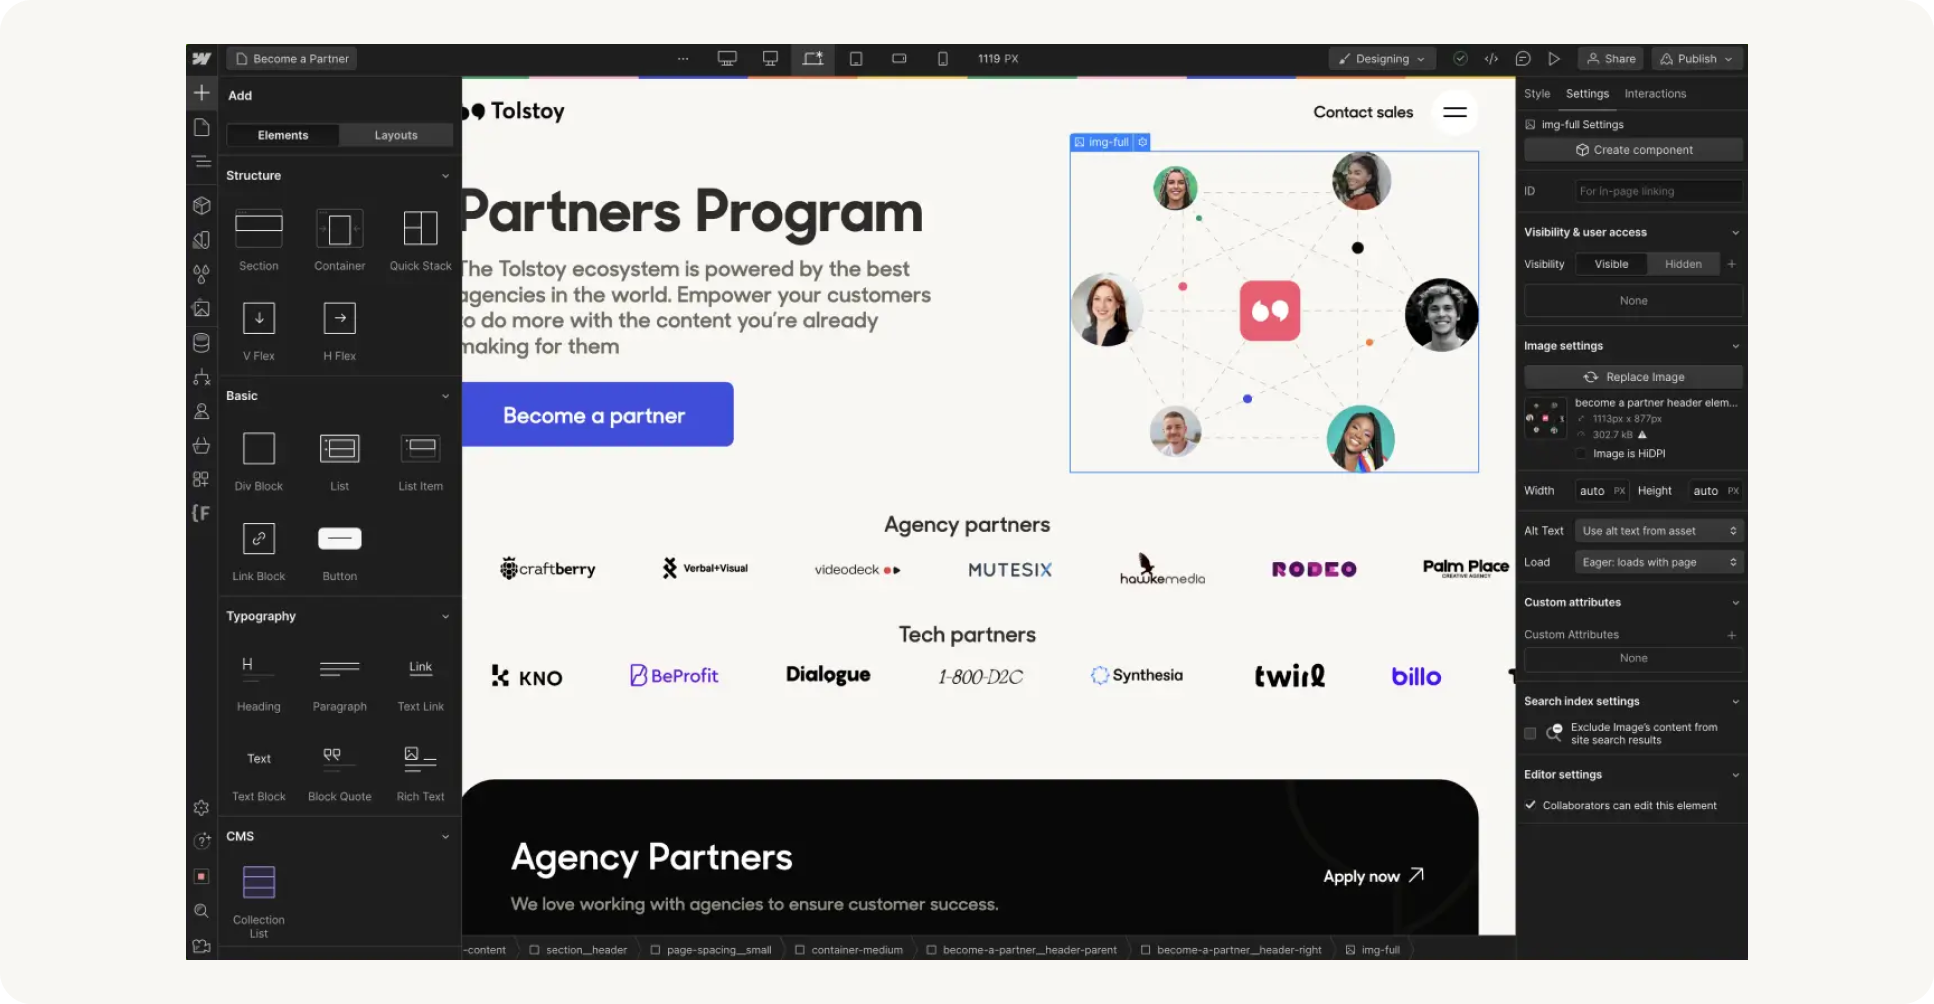 Become a Partner
...
1119 PX
Designing
Share
Publish
Add
Elements
Layouts
Structure
Section
Container
Quick Stack
V Flex
H Flex
Basic
Div Block
List
List Item
Link Block
Button
Typography
H
Link
Heading
Paragraph
Text Link
Text
Text Block
Block Quote
Rich Text
CMS
Collection
List
{F
Tolstoy
Contact sales
img-full
Partners Program
The Tolstoy ecosystem is powered by the best
agencies in the world. Empower your customers
to do more with the content you’re already
making for them
Become a partner
Agency partners
craftberry
Verbal+Visual
videodeck
MUTESIX
hawkemedia
RODEO
Palm Place
CREATIVE AGENCY
Tech partners
KNO
BeProfit
Dialogue
1-800-D2C
Synthesia
twirl
billo
Agency Partners
We love working with agencies to ensure customer success.
Apply now
-content
section__header
page-spacing__small
container-medium
become-a-partner__header-parent
become-a-partner__header-right
img-full
Style
Settings
Interactions
img-full Settings
Create component
ID
For in-page linking
Visibility & user access
Visibility
Visible
Hidden
None
Image settings
Replace Image
become a partner header elem...
1113px x 877px
302.7 kB
Image is HiDPI
Width
auto PX
Height
auto PX
Alt Text
Use alt text from asset
Load
Eager: loads with page
Custom attributes
Custom Attributes
None
Search index settings
Exclude Image's content from
site search results
Editor settings
Collaborators can edit this element